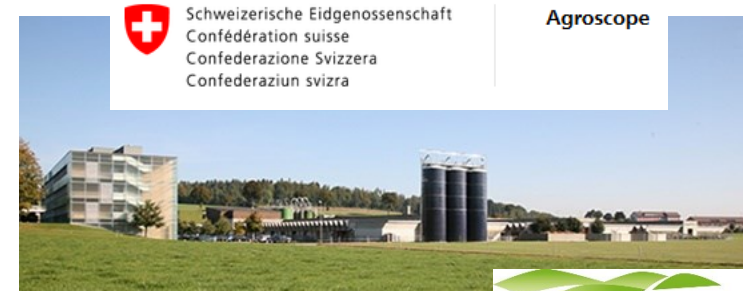 Schweizerische Eidgenossenschaft
Confédération suisse
Confederazione Svizzera
Confederaziun svizra
Agroscope